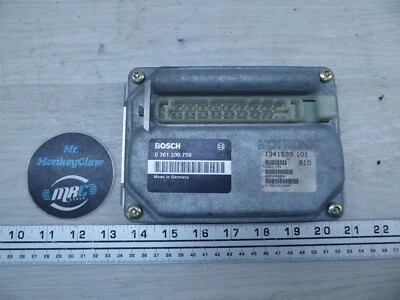 Mr.
MonkeyClaw
MRC
BOSCH
0 261 200 758
Made in Germany
1341599.101
910
10 11 12 13 14 15 16 17 18 19 20 21 22